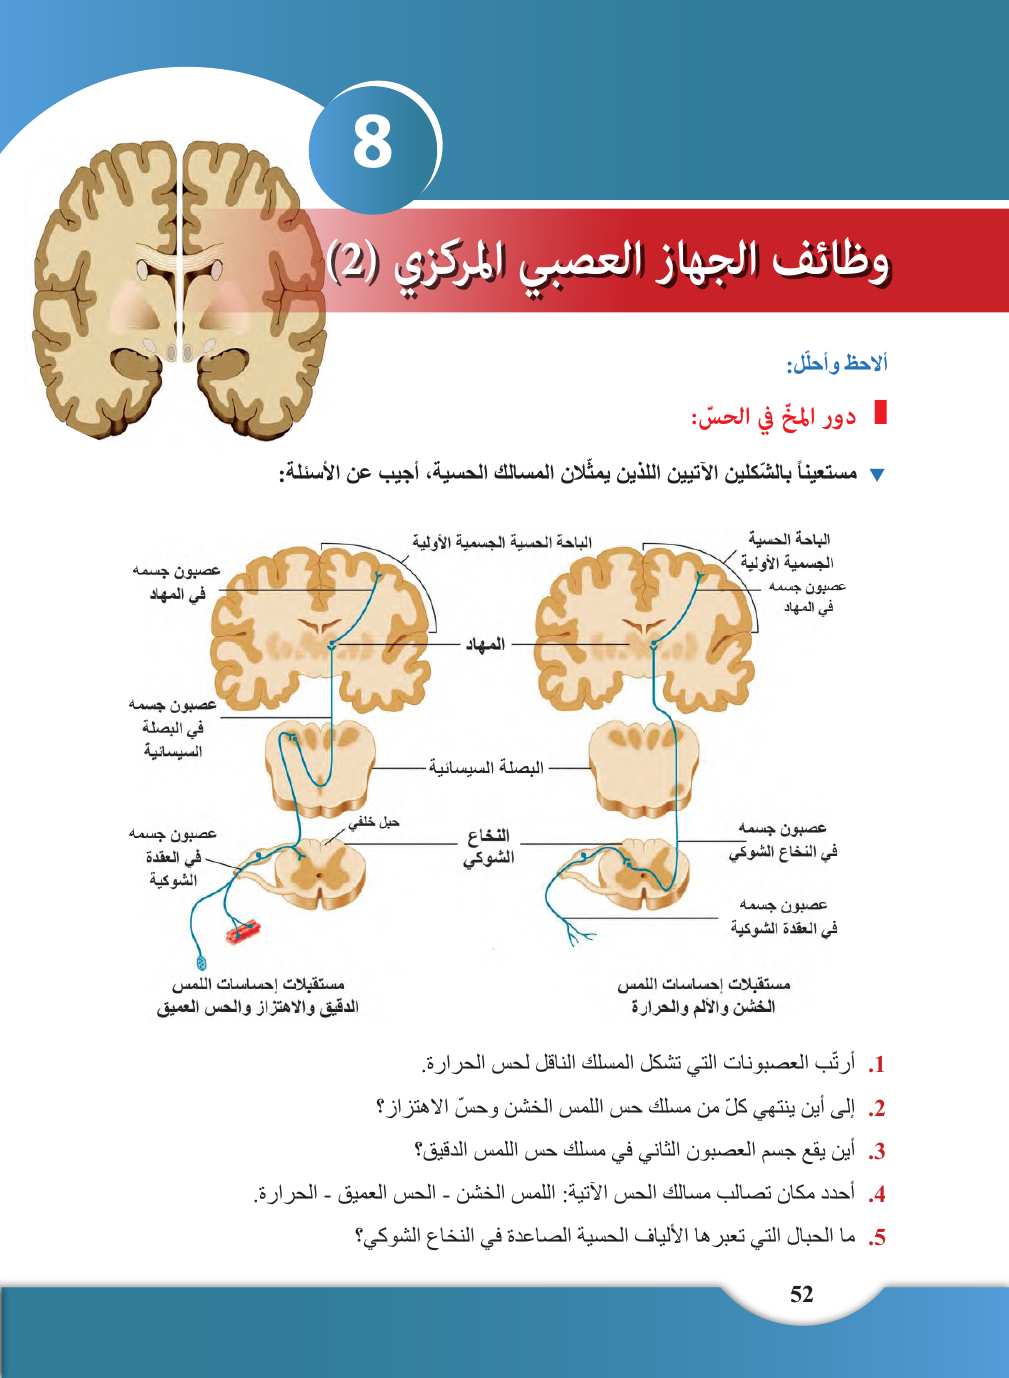 8
وظائف الجهاز العصبي المركزي (2)
ألاحظ وأحلّل:
دور المخّ في الحسّ:
مستعيناً بالشّكلين الآتيين اللذين يمثّلان المسالك الحسية، أجيب عن الأسئلة:
الباحة الحسية
الجسمية الأولية
عصبون جسمه
في المهاد
الباحة الحسية الجسمية الأولية
عصبون جسمه
في المهاد
المهاد
عصبون جسمه
في البصلة
السيسائية
البصلة السيسائية
حبل خلفي
النخاع
الشوكي
عصبون جسمه
في العقدة
الشوكية
عصبون جسمه
في النخاع الشوكي
عصبون جسمه
في العقدة الشوكية
مستقبلات إحساسات اللمس
الخشن والألم والحرارة
مستقبلات إحساسات اللمس
الدقيق والاهتزاز والحس العميق
1. أرتّب العصبونات التي تشكل المسلك الناقل لحس الحرارة.
2. إلى أين ينتهي كلّ من مسلك حس اللمس الخشن وحسّ الاهتزاز؟
3. أين يقع جسم العصبون الثاني في مسلك حس اللمس الدقيق؟
4. أحدد مكان تصالب مسالك الحس الآتية: اللمس الخشن - الحس العميق - الحرارة.
5. ما الحبال التي تعبرها الألياف الحسية الصاعدة في النخاع الشوكي؟
52